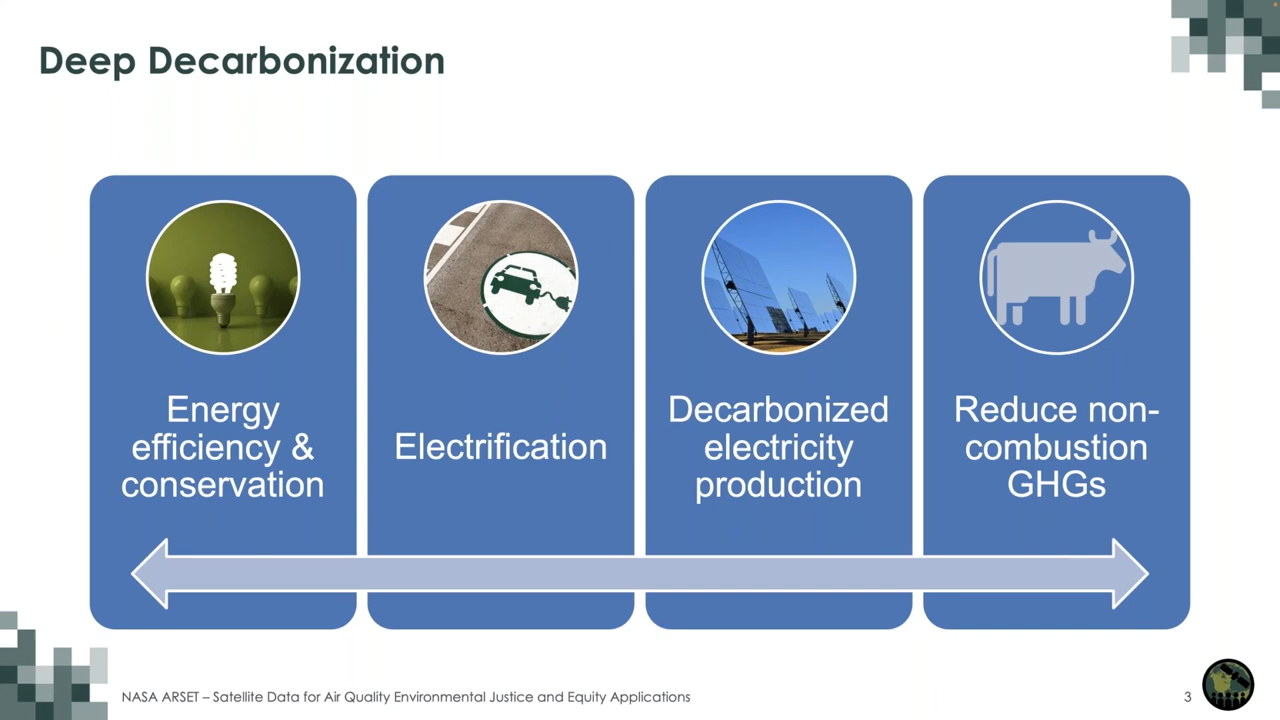 Deep Decarbonization
Energy
efficiency &
conservation
Electrification
Decarbonized
electricity
production
Reduce non-
combustion
GHGs
NASA ARSET – Satellite Data for Air Quality Environmental Justice and Equity Applications
3